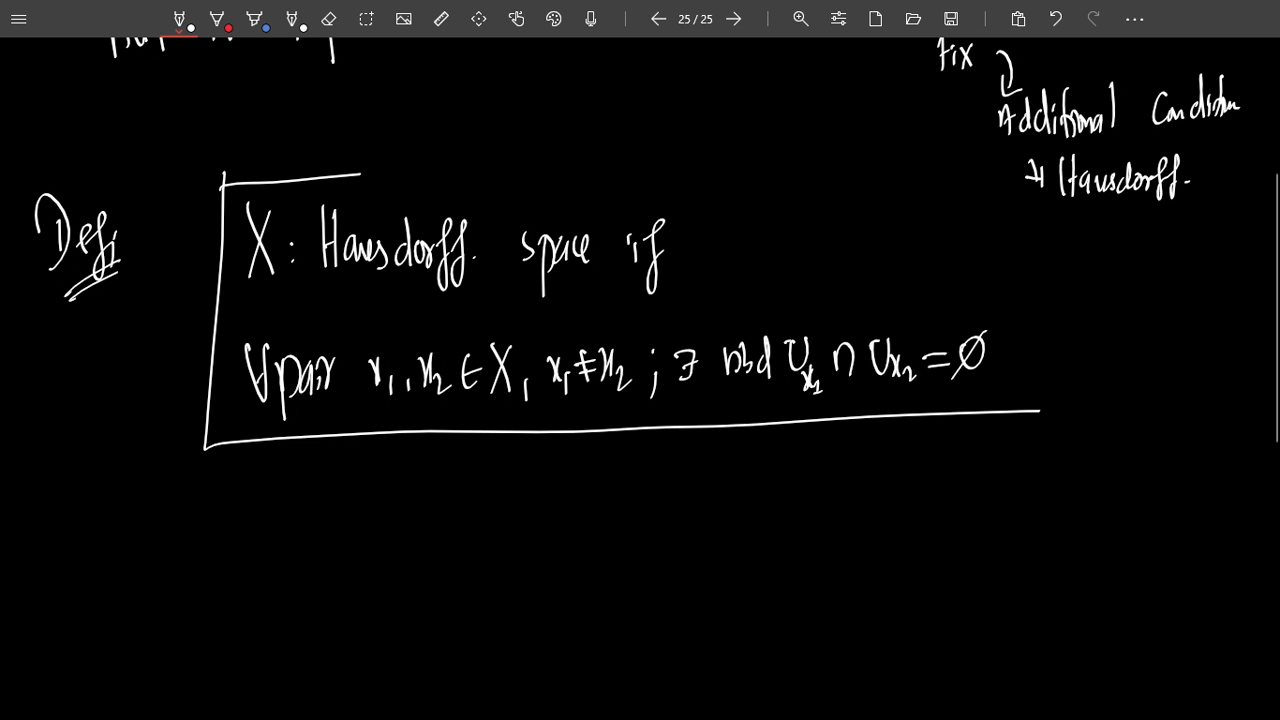 25 / 25
fix
Additional Condition
→ Hausdorff.
Defi
X : Hausdorff. space if
∀ pair x₁, x₂ ∈ X, x₁ ≠ x₂ ; ∃ nbd Uₓ₁ ∩ Uₓ₂ = ∅